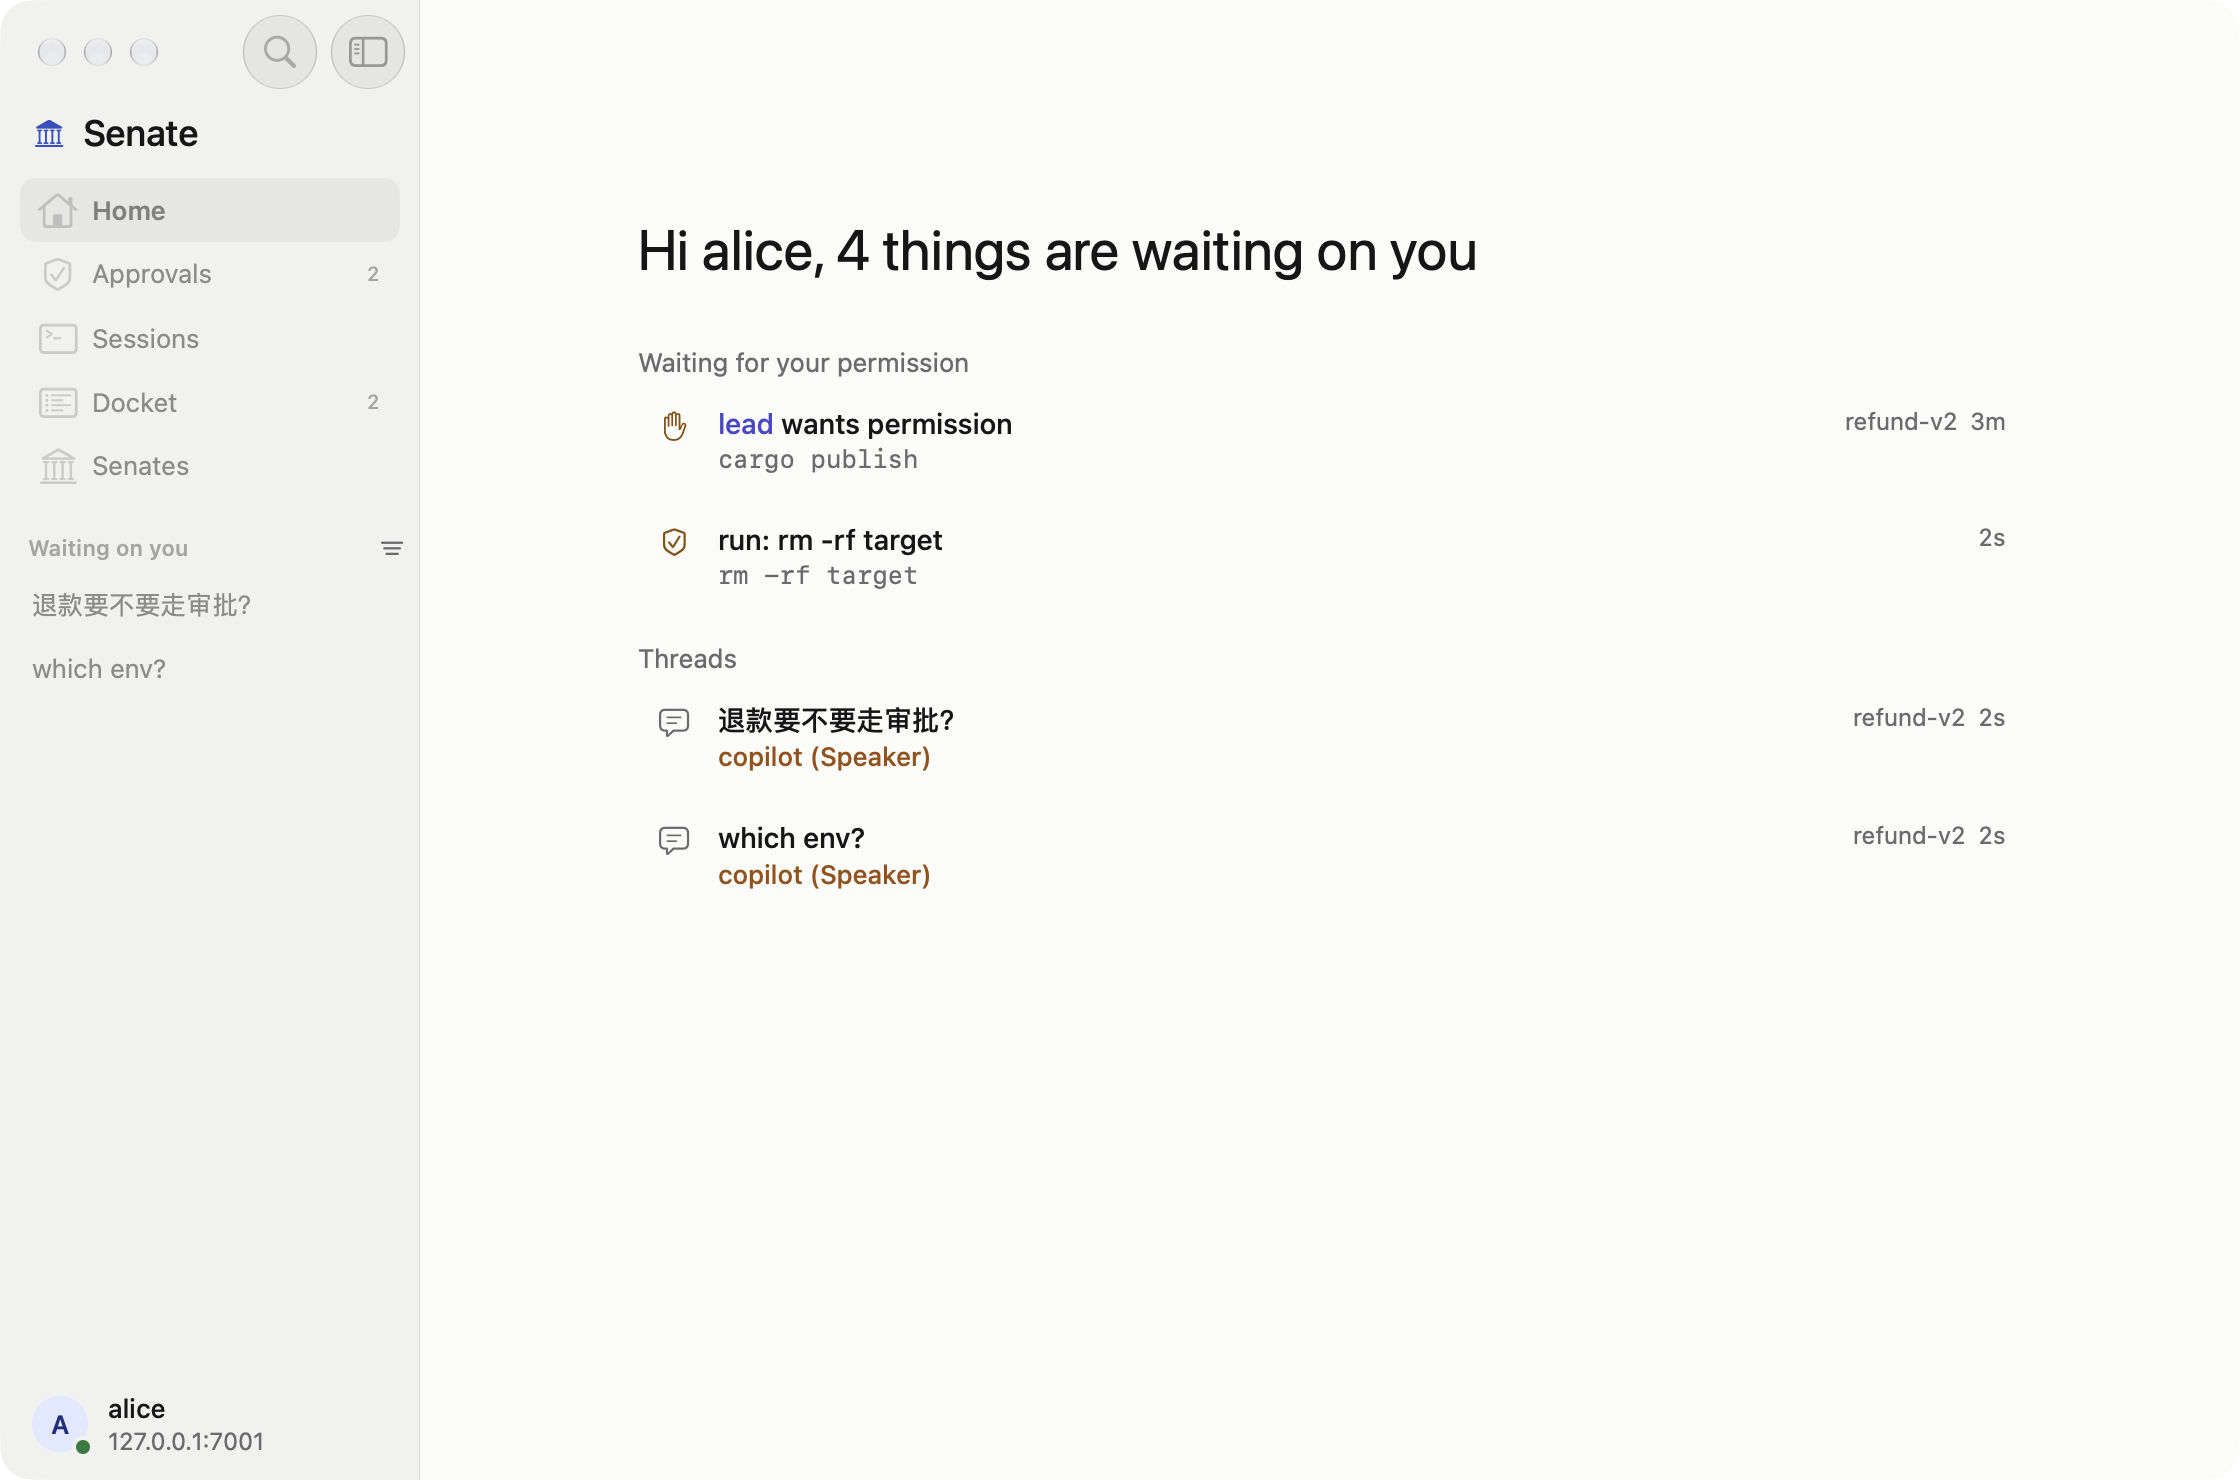 Senate
Home
Approvals 2
Sessions
Docket 2
Senates
Waiting on you
退款要不要走审批?
which env?
A
alice
127.0.0.1:7001
Hi alice, 4 things are waiting on you
Waiting for your permission
lead wants permission refund-v2 3m
cargo publish
run: rm -rf target 2s
rm -rf target
Threads
退款要不要走审批? refund-v2 2s
copilot (Speaker)
which env? refund-v2 2s
copilot (Speaker)